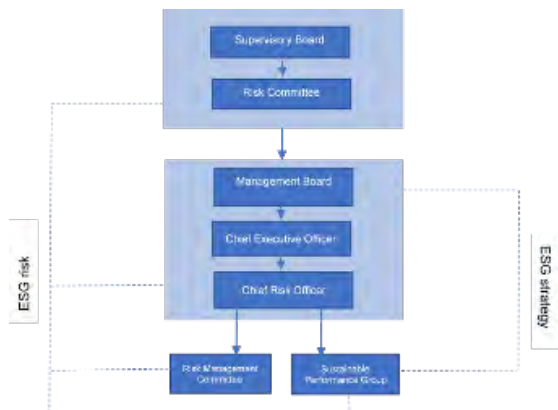 Supervisory Board
Risk Committee
Management Board
Chief Executive Officer
Chief Risk Officer
ESG risk
ESG strategy
Risk Management
Committee
Sustainable
Performance Group